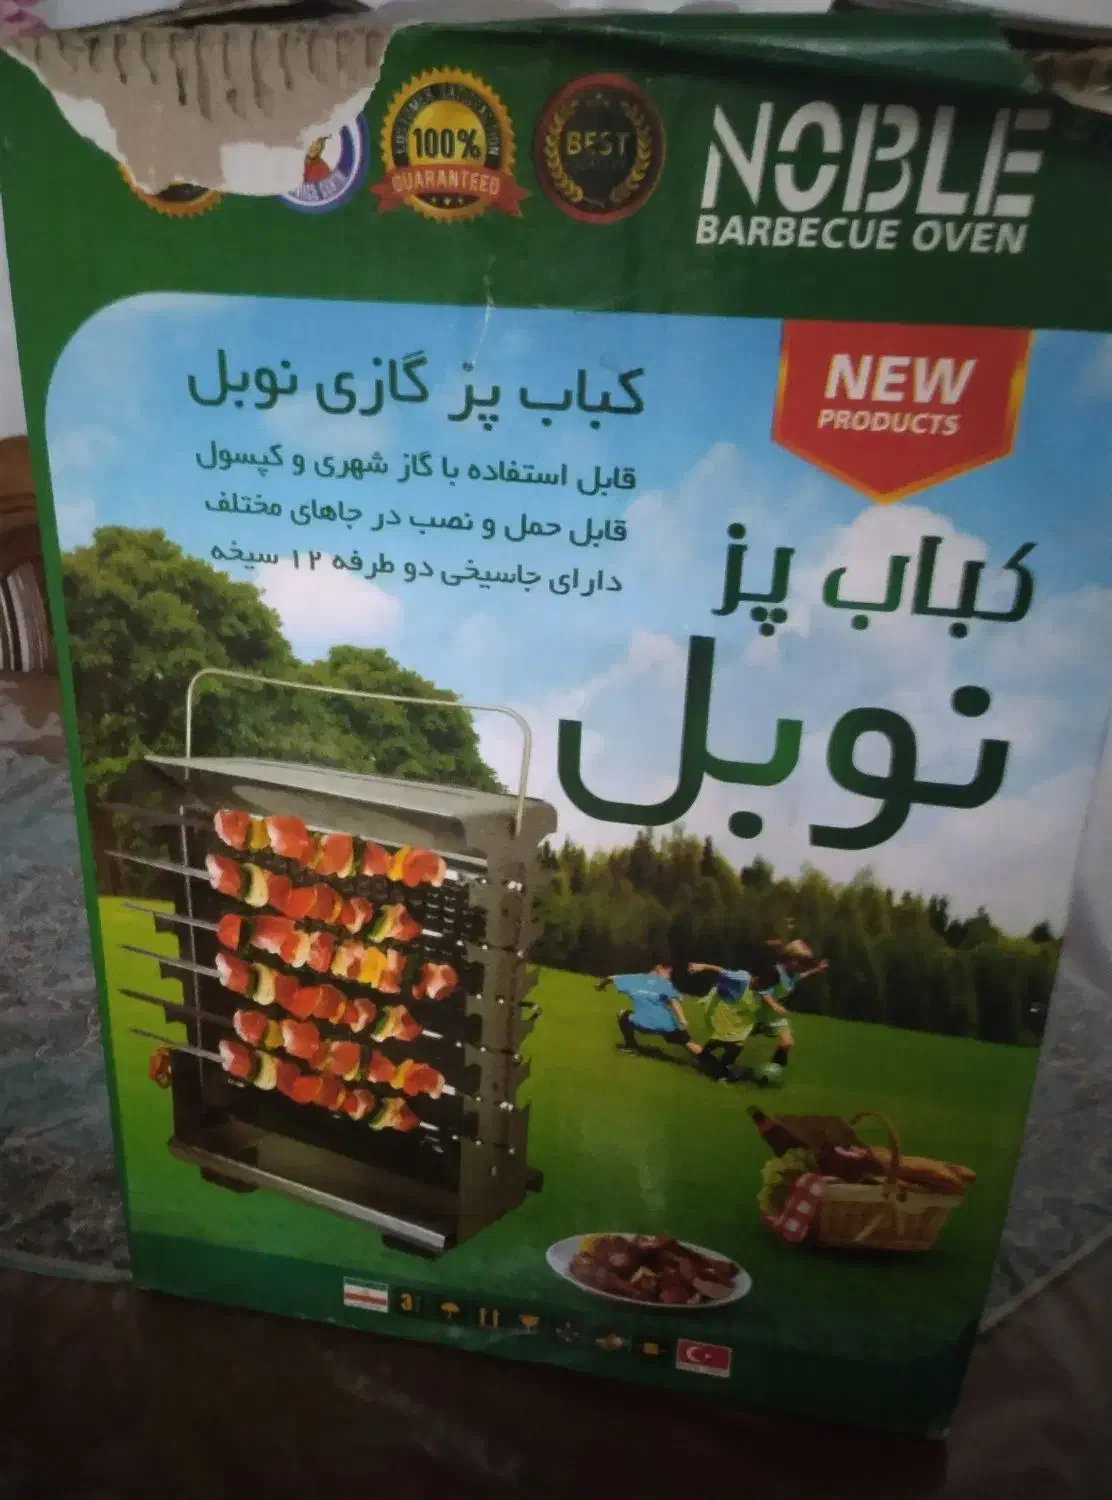 NOBLE
BARBECUE OVEN
100%
GUARANTEED
BEST
NEW
PRODUCTS
کباب پز گازی نوبل
قابل استفاده با گاز شهری و کپسول
قابل حمل و نصب در جاهای مختلف
دارای جاسیخی دو طرفه ۱۲ سیخه
کباب پز
نوبل